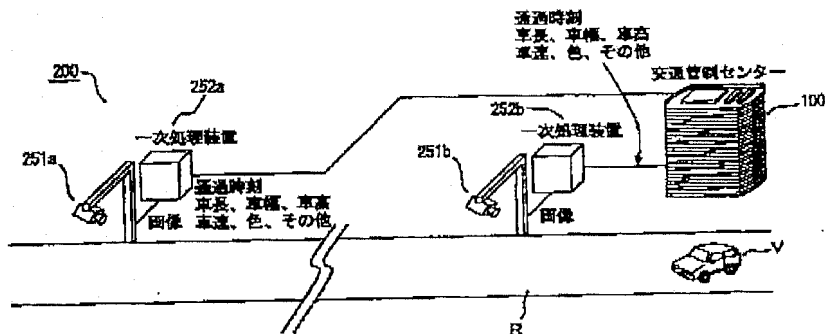 通過時刻
車長、車幅、車高
車速、色、その他
交通管制センター
100
200
252a
一次処理装置
251a
通過時刻
車長、車幅、車高
車速、色、その他
画像
252b
一次処理装置
251b
画像
V
R